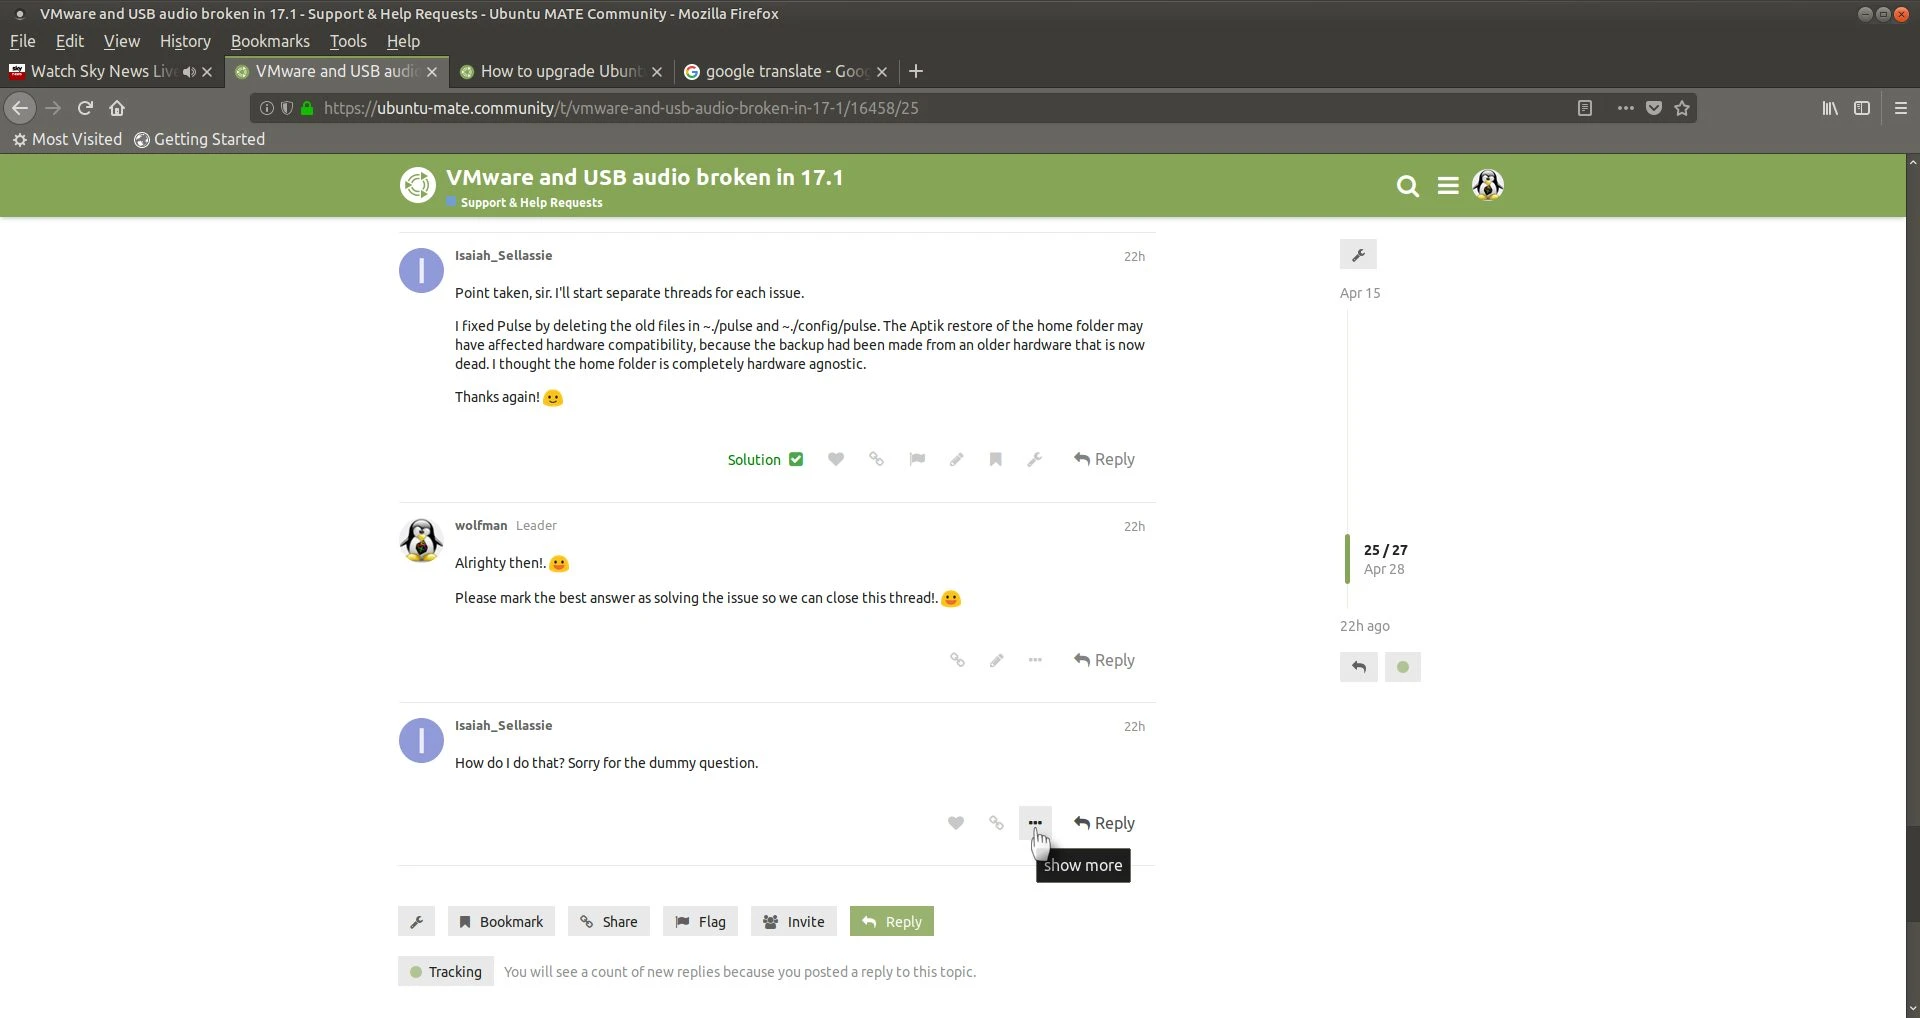 VMware and USB audio broken in 17.1 - Support & Help Requests - Ubuntu MATE Community - Mozilla Firefox
File Edit View History Bookmarks Tools Help
Watch Sky News Live
VMware and USB audio
How to upgrade Ubunt
google translate - Goog
https://ubuntu-mate.community/t/vmware-and-usb-audio-broken-in-17-1/16458/25
Most Visited Getting Started
VMware and USB audio broken in 17.1
Support & Help Requests
Isaiah_Sellassie 22h
Point taken, sir. I'll start separate threads for each issue.
I fixed Pulse by deleting the old files in ~./pulse and ~./config/pulse. The Aptik restore of the home folder may
have affected hardware compatibility, because the backup had been made from an older hardware that is now
dead. I thought the home folder is completely hardware agnostic.
Thanks again!
Solution Reply
wolfman Leader 22h
Alrighty then!.
Please mark the best answer as solving the issue so we can close this thread!.
Reply
Isaiah_Sellassie 22h
How do I do that? Sorry for the dummy question.
Reply
show more
Bookmark Share Flag Invite Reply
Tracking You will see a count of new replies because you posted a reply to this topic.
Apr 15
25 / 27
Apr 28
22h ago